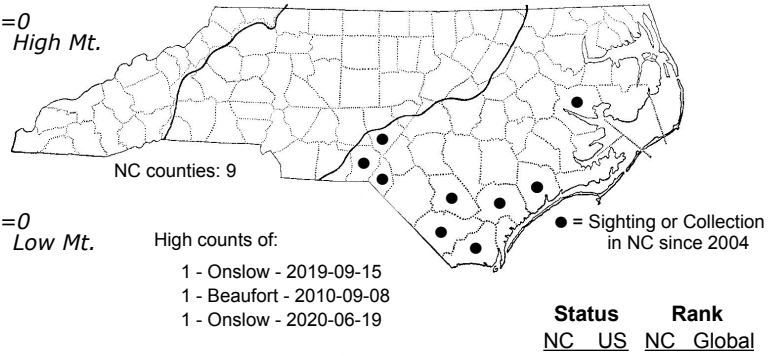 =0
High Mt.
NC counties: 9
=0
Low Mt.
High counts of:
1 - Onslow - 2019-09-15
1 - Beaufort - 2010-09-08
1 - Onslow - 2020-06-19
● = Sighting or Collection
in NC since 2004
Status Rank
NC US NC Global